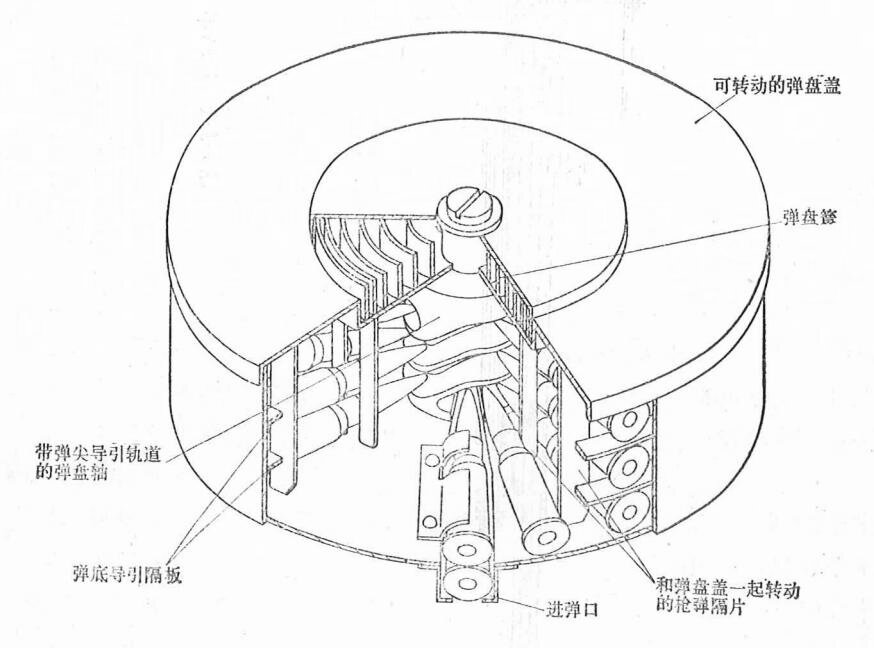 可转动的弹盘盖
弹盘簧
带弹尖导引轨道
的弹盘轴
弹底导引隔板
进弹口
和弹盘盖一起转动
的枪弹隔片